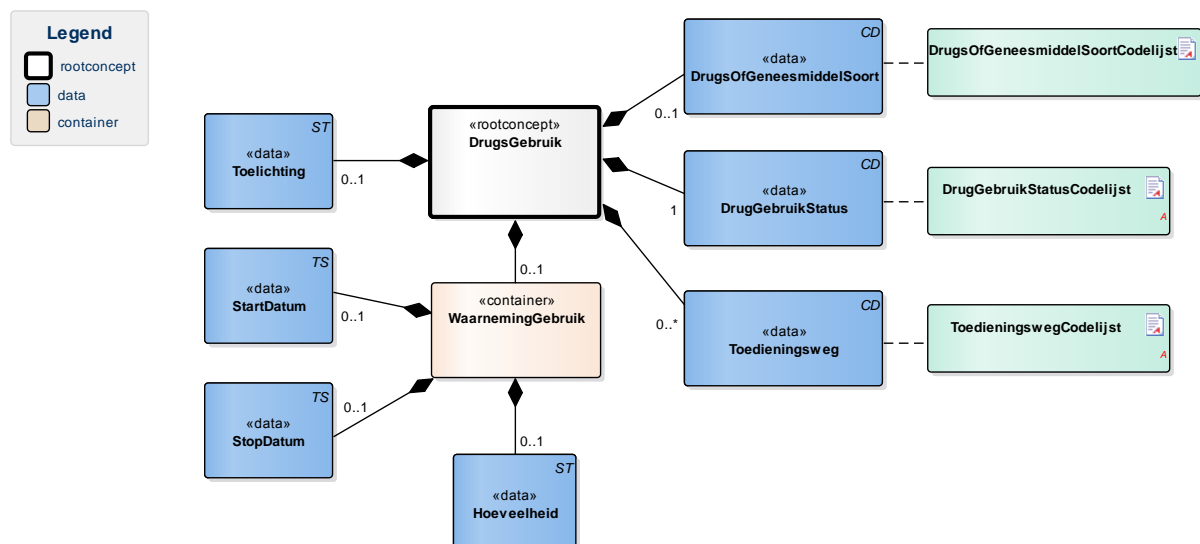 Legend
rootconcept
data
container
ST
«data»
Toelichting
0..1
«rootconcept»
DrugsGebruik
CD
«data»
DrugsOfGeneesmiddelSoort
0..1
DrugsOfGeneesmiddelSoortCodelijst
CD
«data»
DrugGebruikStatus
1
DrugGebruikStatusCodelijst
A
TS
«data»
StartDatum
0..1
0..1
«container»
WaarnemingGebruik
CD
«data»
Toedieningsweg
0..*
ToedieningswegCodelijst
A
TS
«data»
StopDatum
0..1
0..1
ST
«data»
Hoeveelheid